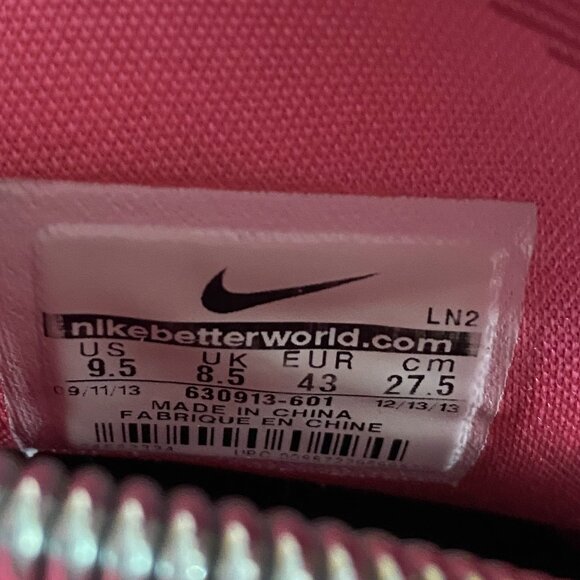 LN2
nikebetterworld.com
US UK EUR cm
9.5 8.5 43 27.5
09/11/13 630913-601 12/13/13
MADE IN CHINA
FABRIQUE EN CHINE
UPC